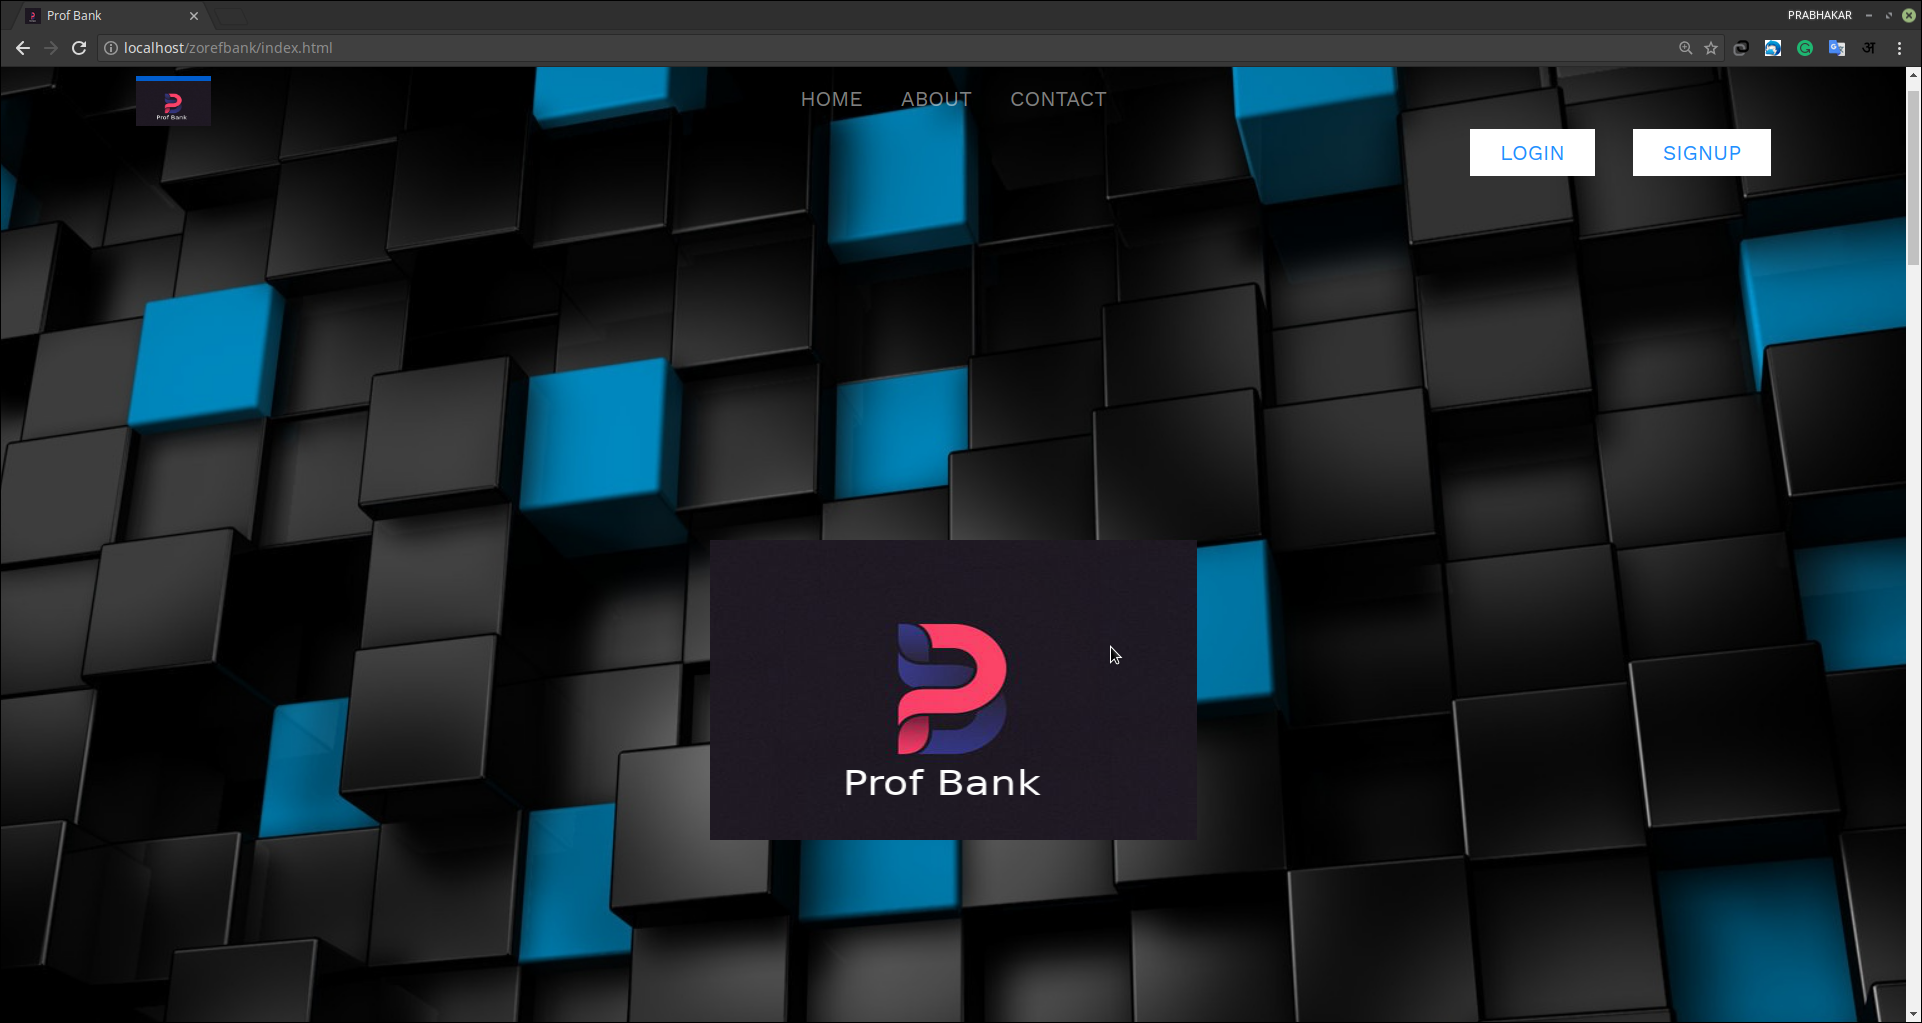 Prof Bank
PRABHAKAR
localhost/zorefbank/index.html
अ
Prof Bank
HOME ABOUT CONTACT
LOGIN SIGNUP
Prof Bank